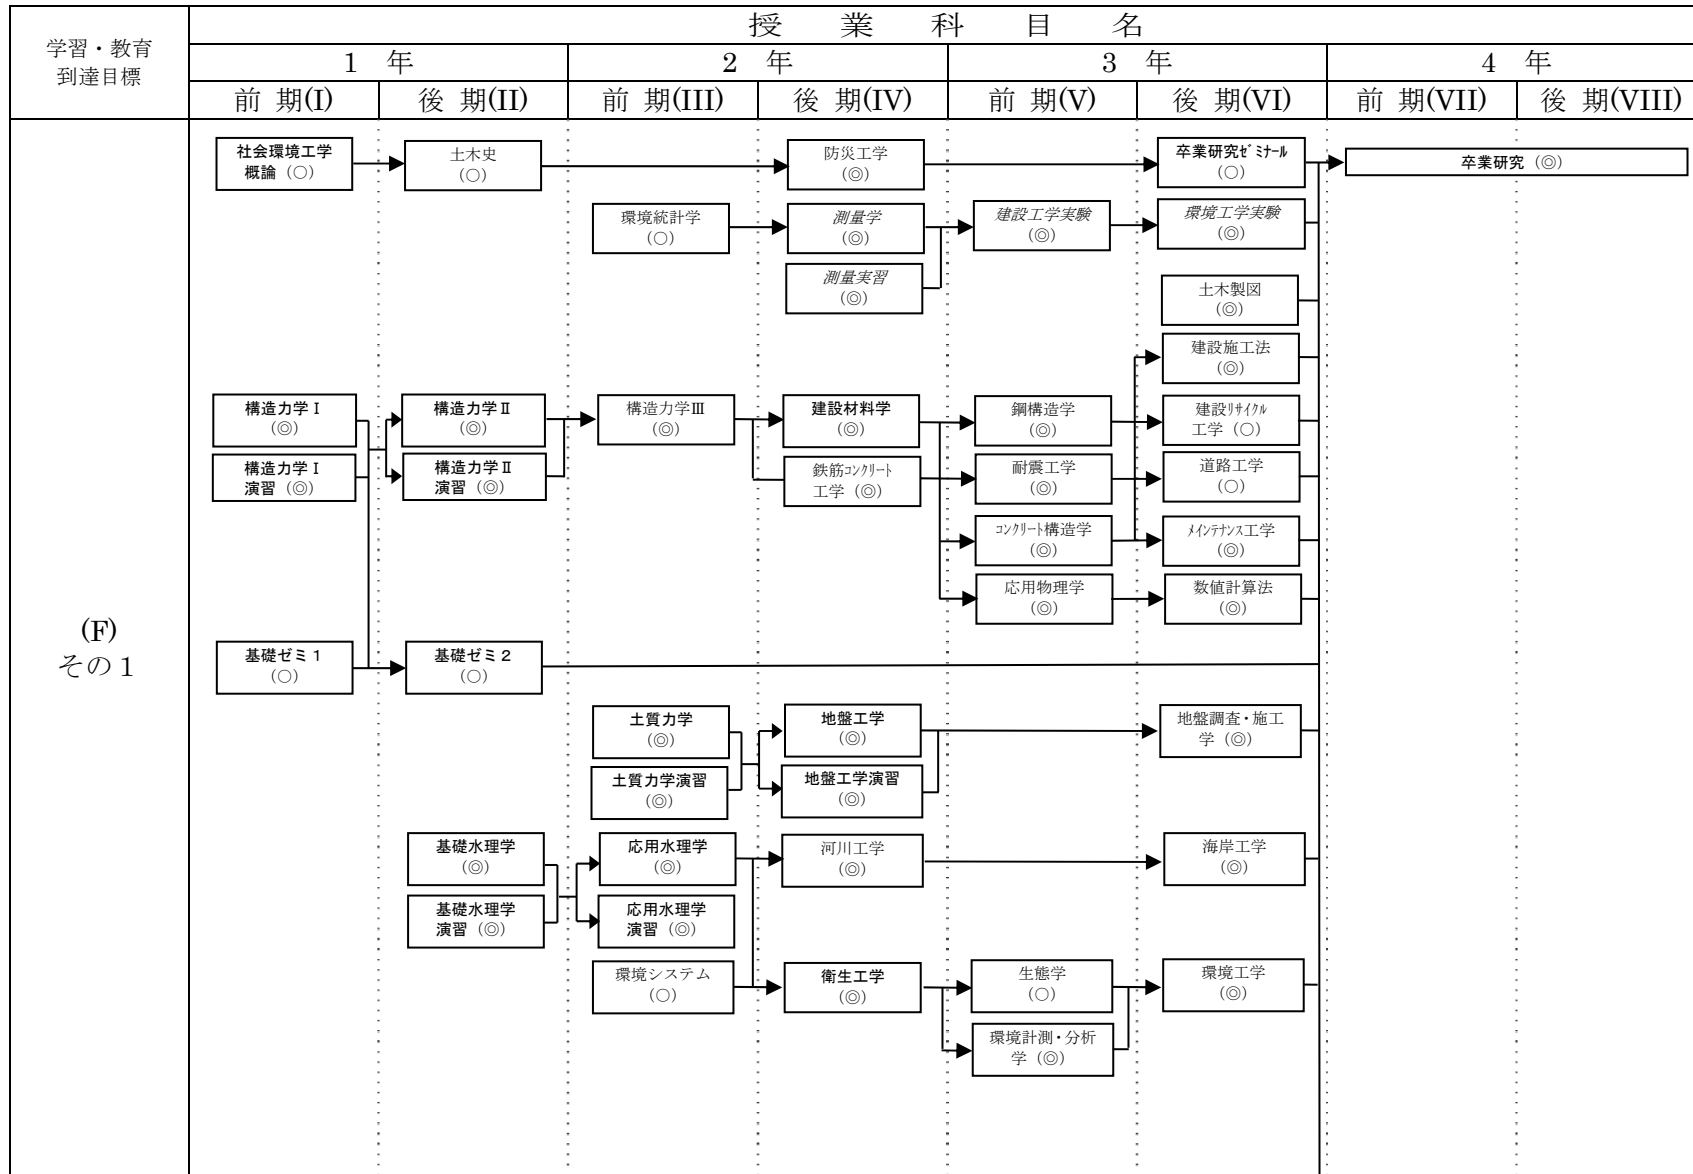 授 業 科 目 名
学習・教育
到達目標
1 年
2 年
3 年
4 年
前 期(I)
後 期(II)
前 期(III)
後 期(IV)
前 期(V)
後 期(VI)
前 期(VII)
後 期(VIII)
(F)
その1
社会環境工学
概論（○）
土木史
（○）
防災工学
（◎）
卒業研究ゼミナール
（○）
卒業研究（◎）
環境統計学
（○）
測量学
（◎）
建設工学実験
（◎）
環境工学実験
（◎）
測量実習
（◎）
土木製図
（◎）
建設施工法
（◎）
構造力学Ⅰ
（◎）
構造力学Ⅱ
（◎）
構造力学Ⅲ
（◎）
建設材料学
（◎）
鋼構造学
（◎）
建設リサイクル
工学（○）
構造力学Ⅰ
演習（◎）
構造力学Ⅱ
演習（◎）
鉄筋コンクリート
工学（◎）
耐震工学
（◎）
道路工学
（○）
コンクリート構造学
（◎）
メインテナンス工学
（◎）
応用物理学
（◎）
数値計算法
（◎）
基礎ゼミ1
（○）
基礎ゼミ2
（○）
土質力学
（◎）
地盤工学
（◎）
地盤調査・施工
学（◎）
土質力学演習
（◎）
地盤工学演習
（◎）
基礎水理学
（◎）
応用水理学
（◎）
河川工学
（◎）
海岸工学
（◎）
基礎水理学
演習（◎）
応用水理学
演習（◎）
環境システム
（○）
衛生工学
（◎）
生態学
（○）
環境工学
（◎）
環境計測・分析
学（◎）